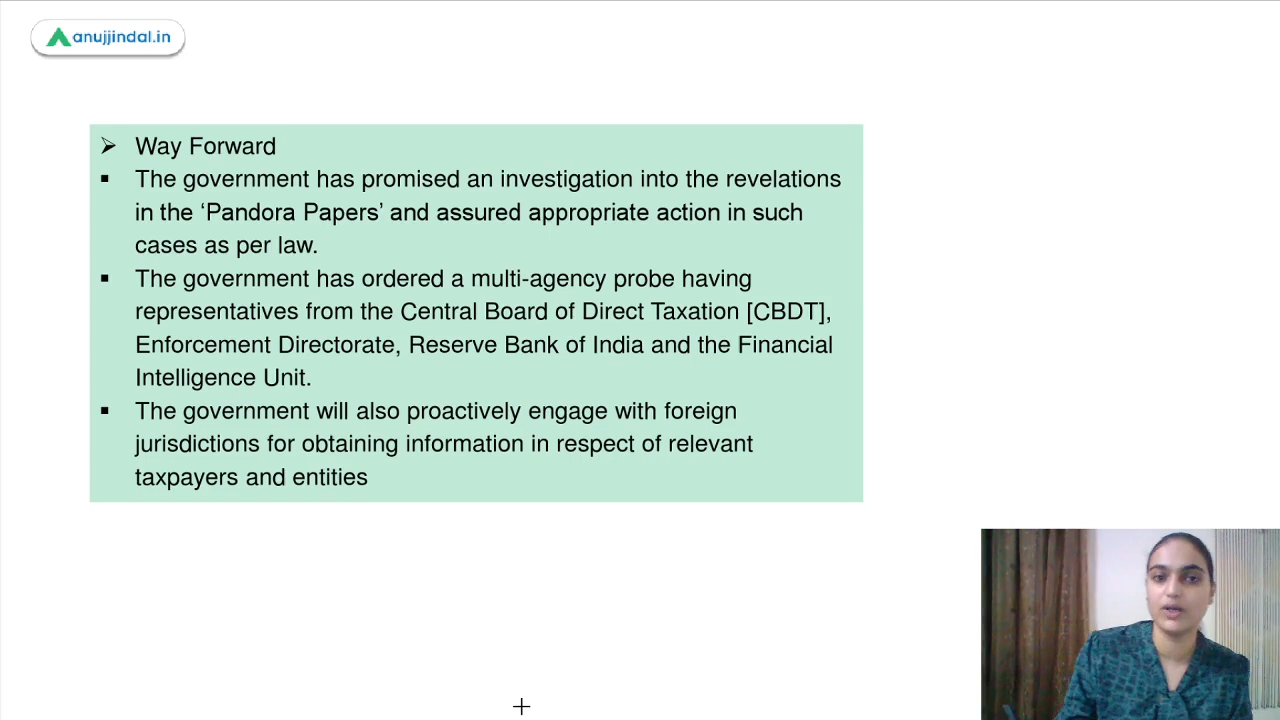 anujjindal.in
➢ Way Forward
▪ The government has promised an investigation into the revelations
in the ‘Pandora Papers’ and assured appropriate action in such
cases as per law.
▪ The government has ordered a multi-agency probe having
representatives from the Central Board of Direct Taxation [CBDT],
Enforcement Directorate, Reserve Bank of India and the Financial
Intelligence Unit.
▪ The government will also proactively engage with foreign
jurisdictions for obtaining information in respect of relevant
taxpayers and entities